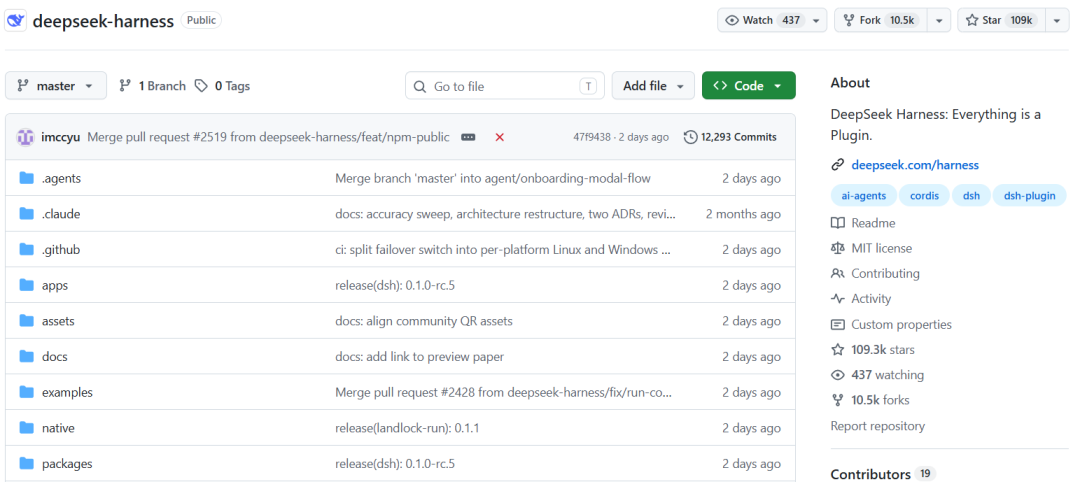 deepseek-harness Public Watch 437 Fork 10.5k Star 109k
master 1 Branch 0 Tags Go to file T Add file Code
imccyu Merge pull request #2519 from deepseek-harness/feat/npm-public 47f9438 · 2 days ago 12,293 Commits
.agents Merge branch 'master' into agent/onboarding-modal-flow 2 days ago
.claude docs: accuracy sweep, architecture restructure, two ADRs, revi... 2 months ago
.github ci: split failover switch into per-platform Linux and Windows ... 2 days ago
apps release(dsh): 0.1.0-rc.5 2 days ago
assets docs: align community QR assets 2 days ago
docs docs: add link to preview paper 2 days ago
examples Merge pull request #2428 from deepseek-harness/fix/run-co... 2 days ago
native release(landlock-run): 0.1.1 2 days ago
packages release(dsh): 0.1.0-rc.5 2 days ago
About
DeepSeek Harness: Everything is a
Plugin.
deepseek.com/harness
ai-agents cordis dsh dsh-plugin
Readme
MIT license
Contributing
Activity
Custom properties
109.3k stars
437 watching
10.5k forks
Report repository
Contributors 19